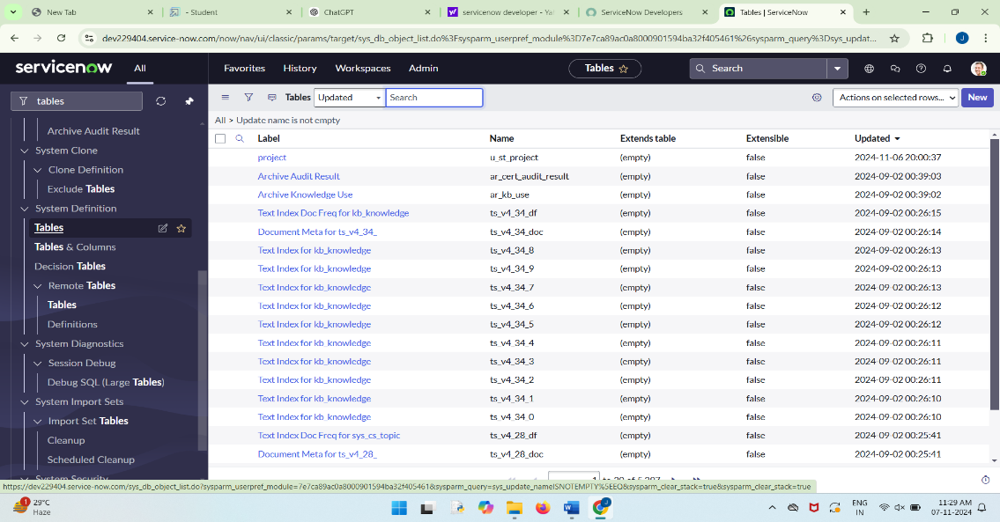 New Tab
- Student
ChatGPT
servicenow developer - Ya
ServiceNow Developers
Tables | ServiceNow
dev229404.service-now.com/now/nav/ui/classic/params/target/sys_db_object_list.do%3Fsysparm_userpref_module%3D7e7ca89ac0a8000901594ba32f405461%26sysparm_query%3Dsys_updat...
J
servicenow
All
Favorites
History
Workspaces
Admin
Tables
Search
tables
Tables
Updated
Search
Actions on selected rows...
New
All > Update name is not empty
Archive Audit Result
System Clone
Clone Definition
Exclude Tables
System Definition
Tables
Tables & Columns
Decision Tables
Remote Tables
Tables
Definitions
System Diagnostics
Session Debug
Debug SQL (Large Tables)
System Import Sets
Import Set Tables
Cleanup
Scheduled Cleanup
System Security
Label Name Extends table Extensible Updated
project u_st_project (empty) false 2024-11-06 20:00:37
Archive Audit Result ar_cert_audit_result (empty) false 2024-09-02 00:39:03
Archive Knowledge Use ar_kb_use (empty) false 2024-09-02 00:39:02
Text Index Doc Freq for kb_knowledge ts_v4_34_df (empty) false 2024-09-02 00:26:15
Document Meta for ts_v4_34_ ts_v4_34_doc (empty) false 2024-09-02 00:26:14
Text Index for kb_knowledge ts_v4_34_8 (empty) false 2024-09-02 00:26:13
Text Index for kb_knowledge ts_v4_34_9 (empty) false 2024-09-02 00:26:13
Text Index for kb_knowledge ts_v4_34_7 (empty) false 2024-09-02 00:26:13
Text Index for kb_knowledge ts_v4_34_6 (empty) false 2024-09-02 00:26:12
Text Index for kb_knowledge ts_v4_34_5 (empty) false 2024-09-02 00:26:12
Text Index for kb_knowledge ts_v4_34_4 (empty) false 2024-09-02 00:26:11
Text Index for kb_knowledge ts_v4_34_3 (empty) false 2024-09-02 00:26:11
Text Index for kb_knowledge ts_v4_34_2 (empty) false 2024-09-02 00:26:11
Text Index for kb_knowledge ts_v4_34_1 (empty) false 2024-09-02 00:26:10
Text Index for kb_knowledge ts_v4_34_0 (empty) false 2024-09-02 00:26:10
Text Index Doc Freq for sys_cs_topic ts_v4_28_df (empty) false 2024-09-02 00:25:41
Document Meta for ts_v4_28_ ts_v4_28_doc (empty) false 2024-09-02 00:25:41
https://dev229404.service-now.com/sys_db_object_list.do?sysparm_userpref_module=7e7ca89ac0a8000901594ba32f405461&sysparm_query=sys_update_nameISNOTEMPTY%5EEQ&sysparm_clear_stack=true&sysparm_clear_stack=true
1
29°C
Haze
ENG
IN
11:29 AM
07-11-2024